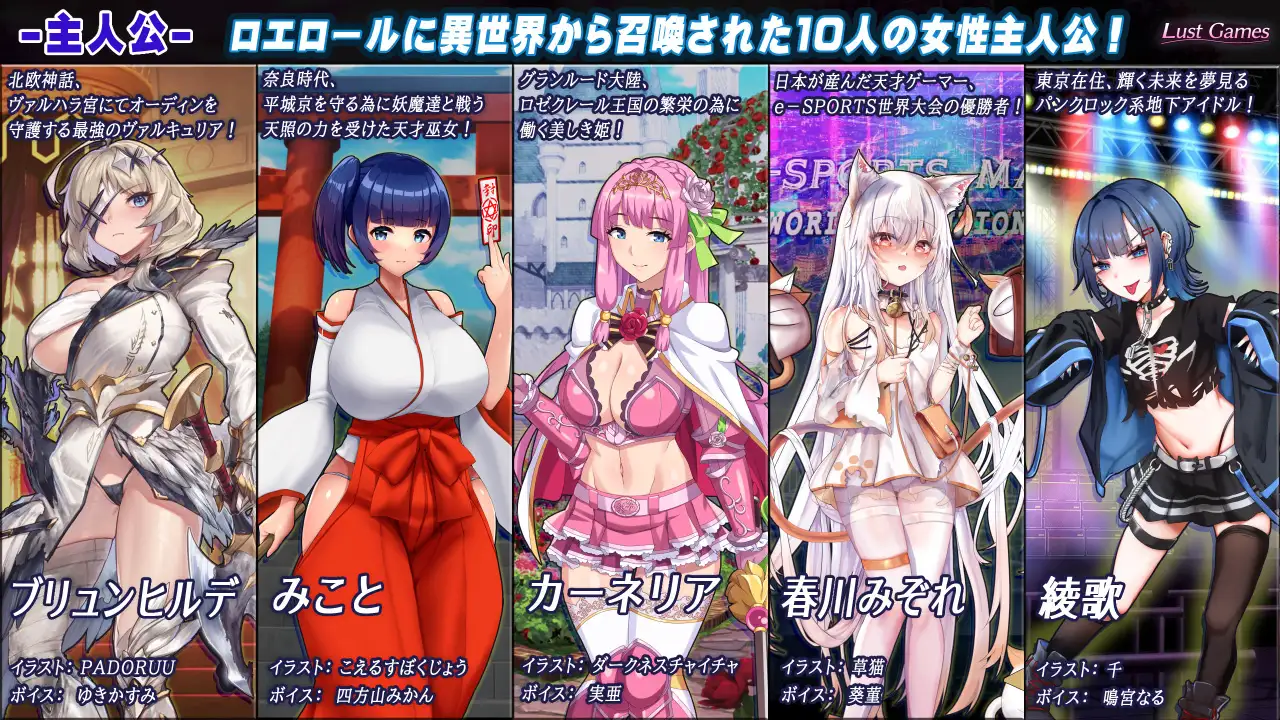 -主人公-
ロエロールに異世界から召喚された10人の女性主人公！
Lust Games
北欧神話、
ヴァルハラ宮にてオーディンを
守護する最強のヴァルキュリア！
ブリュンヒルデ
イラスト：PADORUU
ボイス： ゆきかすみ
奈良時代、
平城京を守る為に妖魔達と戦う
天照の力を受けた天才巫女！
封
印
みこと
イラスト：こえるすぽくじょう
ボイス： 四方山みかん
グランルード大陸、
ロゼクレール王国の繁栄の為に
働く美しき姫！
カーネリア
イラスト：ダークネスチャイチャ
ボイス： 実亜
日本が産んだ天才ゲーマー、
e－SPORTS世界大会の優勝者！
春川みぞれ
イラスト：草猫
ボイス： 葵菫
東京在住、輝く未来を夢見る
パンクロック系地下アイドル！
綾歌
イラスト：千
ボイス： 鳴宮なる